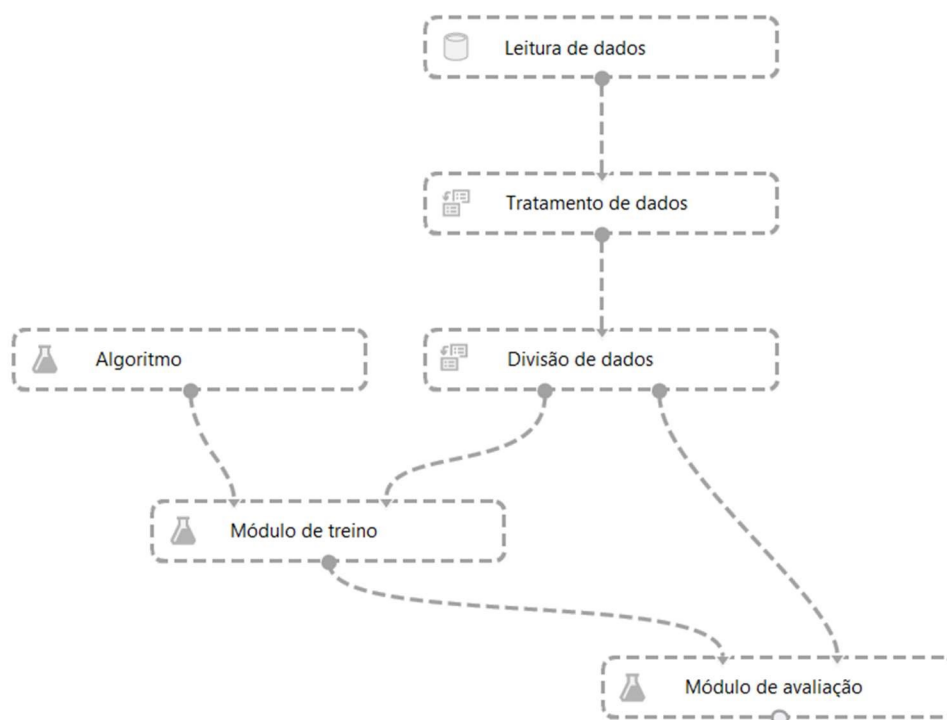 Leitura de dados
Tratamento de dados
Algoritmo
Divisão de dados
Módulo de treino
Módulo de avaliação